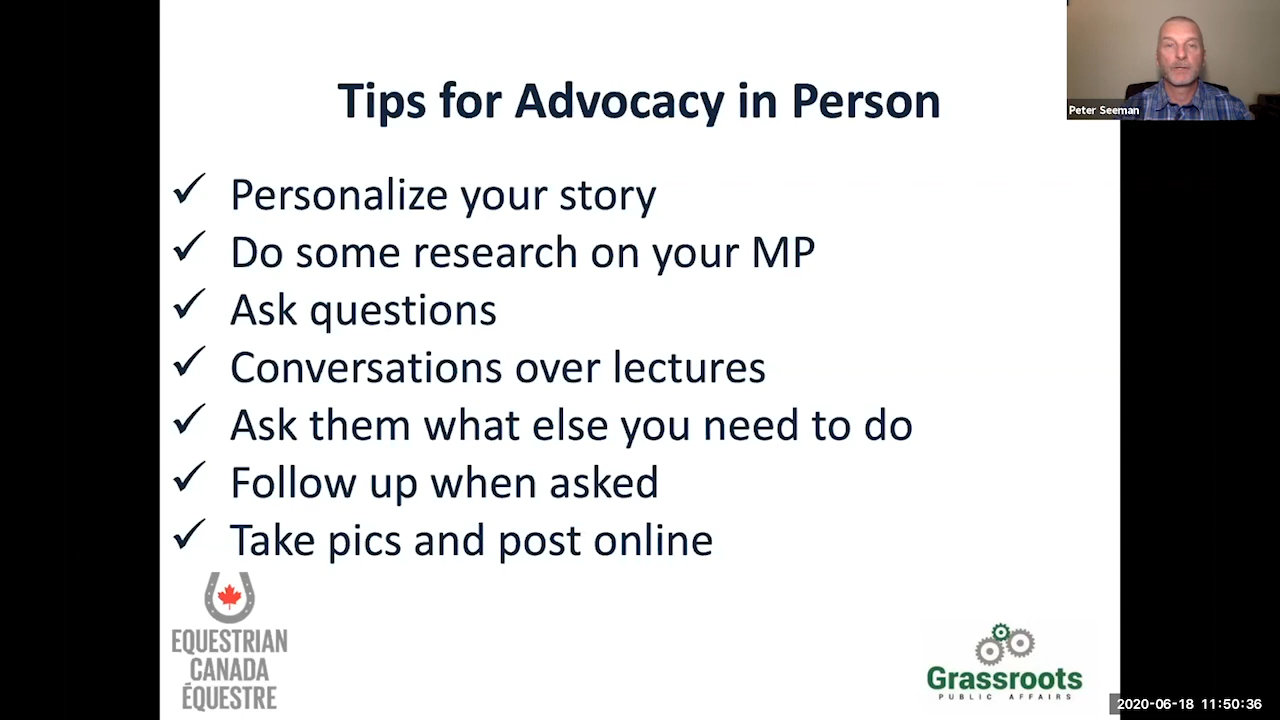 Tips for Advocacy in Person
Peter Seeman
✓ Personalize your story
✓ Do some research on your MP
✓ Ask questions
✓ Conversations over lectures
✓ Ask them what else you need to do
✓ Follow up when asked
✓ Take pics and post online
EQUESTRIAN
CANADA
ÉQUESTRE
Grassroots
PUBLIC AFFAIRS
2020-06-18 11:50:36